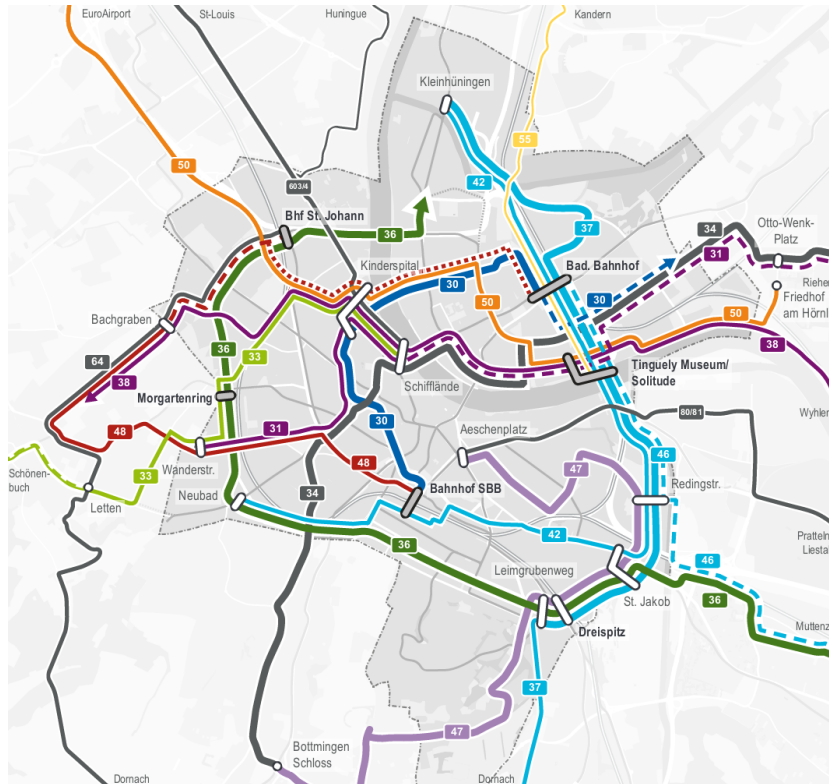 EuroAirport
St-Louis
Huningue
Kandern
Kleinhüningen
55
42
50
603/4
Bhf St. Johann
36
37
34
Otto-Wenk-
Platz
31
Kinderspital
Bad. Bahnhof
Riehen
30
30
50
50
Friedhof
am Hörnli
Bachgraben
64
36
33
38
38
Schifflände
Tinguely Museum/
Solitude
Morgartenring
80/81
Wyhlen
48
31
30
Aeschenplatz
Schönen-
buch
33
Wanderstr.
48
47
46
Letten
Neubad
34
Bahnhof SBB
Redingstr.
36
42
Pratteln
Liestal
Leimgrubenweg
46
St. Jakob
36
Muttenz
Dreispitz
37
47
Bottmingen
Schloss
Dornach
Dornach